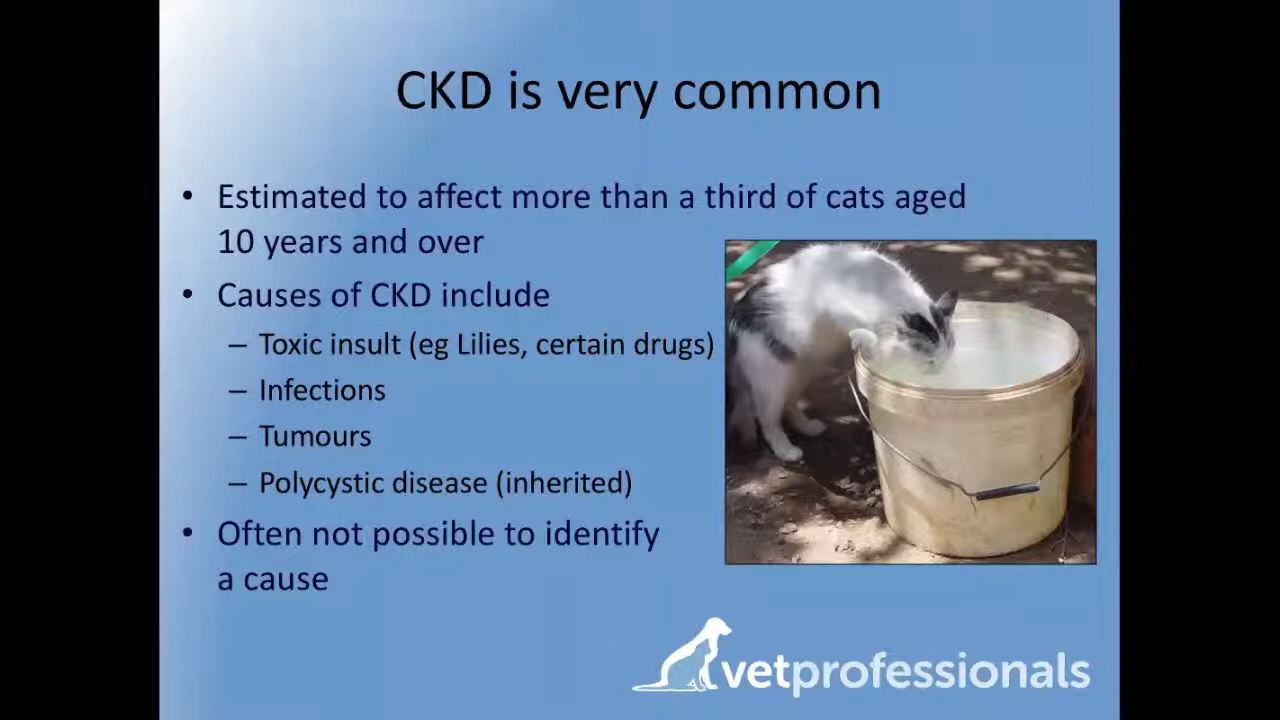 CKD is very common
• Estimated to affect more than a third of cats aged
10 years and over
• Causes of CKD include
– Toxic insult (eg Lilies, certain drugs)
– Infections
– Tumours
– Polycystic disease (inherited)
• Often not possible to identify
a cause
vetprofessionals